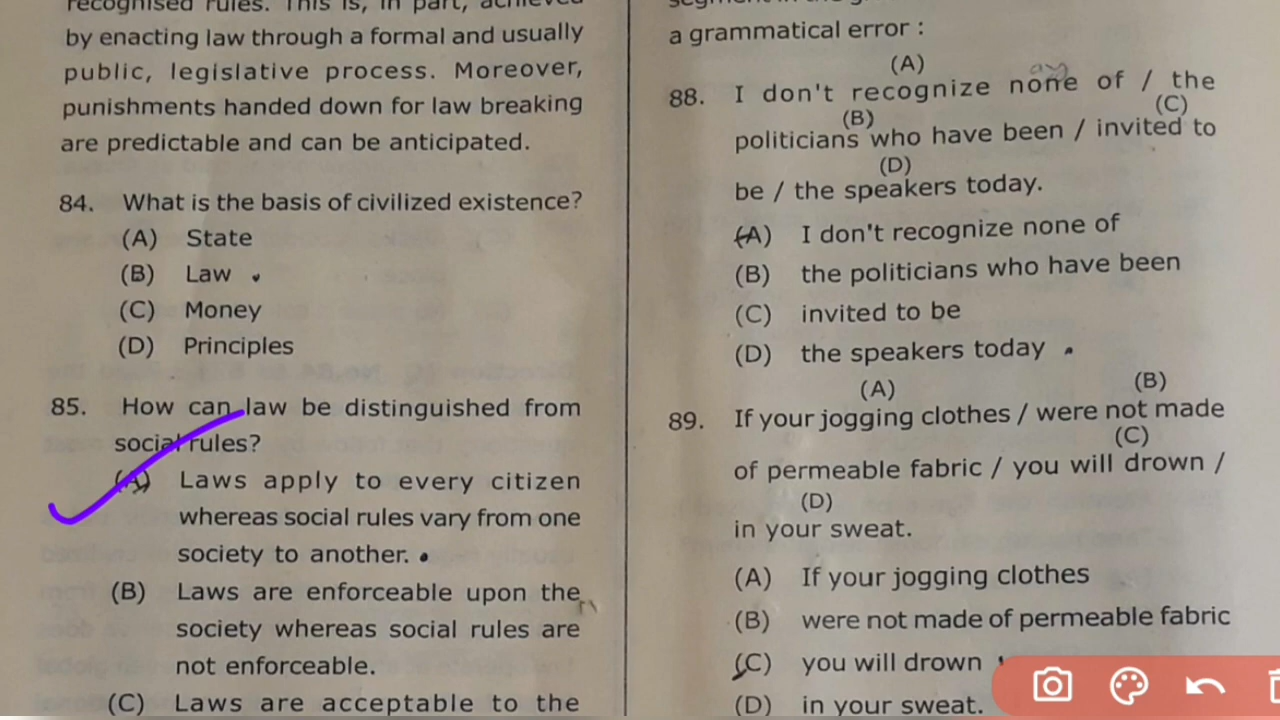 recognised rules. This is, in part, achieved
by enacting law through a formal and usually
public, legislative process. Moreover,
punishments handed down for law breaking
are predictable and can be anticipated.
84. What is the basis of civilized existence?
(A) State
(B) Law
(C) Money
(D) Principles
85. How can law be distinguished from
social rules?
(A) Laws apply to every citizen
whereas social rules vary from one
society to another.
(B) Laws are enforceable upon the
society whereas social rules are
not enforceable.
(C) Laws are acceptable to the
a grammatical error :
(A)
88. I don't recognize none of / the
any
(B) (C)
politicians who have been / invited to
(D)
be / the speakers today.
(A) I don't recognize none of
(B) the politicians who have been
(C) invited to be
(D) the speakers today
(A) (B)
89. If your jogging clothes / were not made
(C)
of permeable fabric / you will drown /
(D)
in your sweat.
(A) If your jogging clothes
(B) were not made of permeable fabric
(C) you will drown
(D) in your sweat.